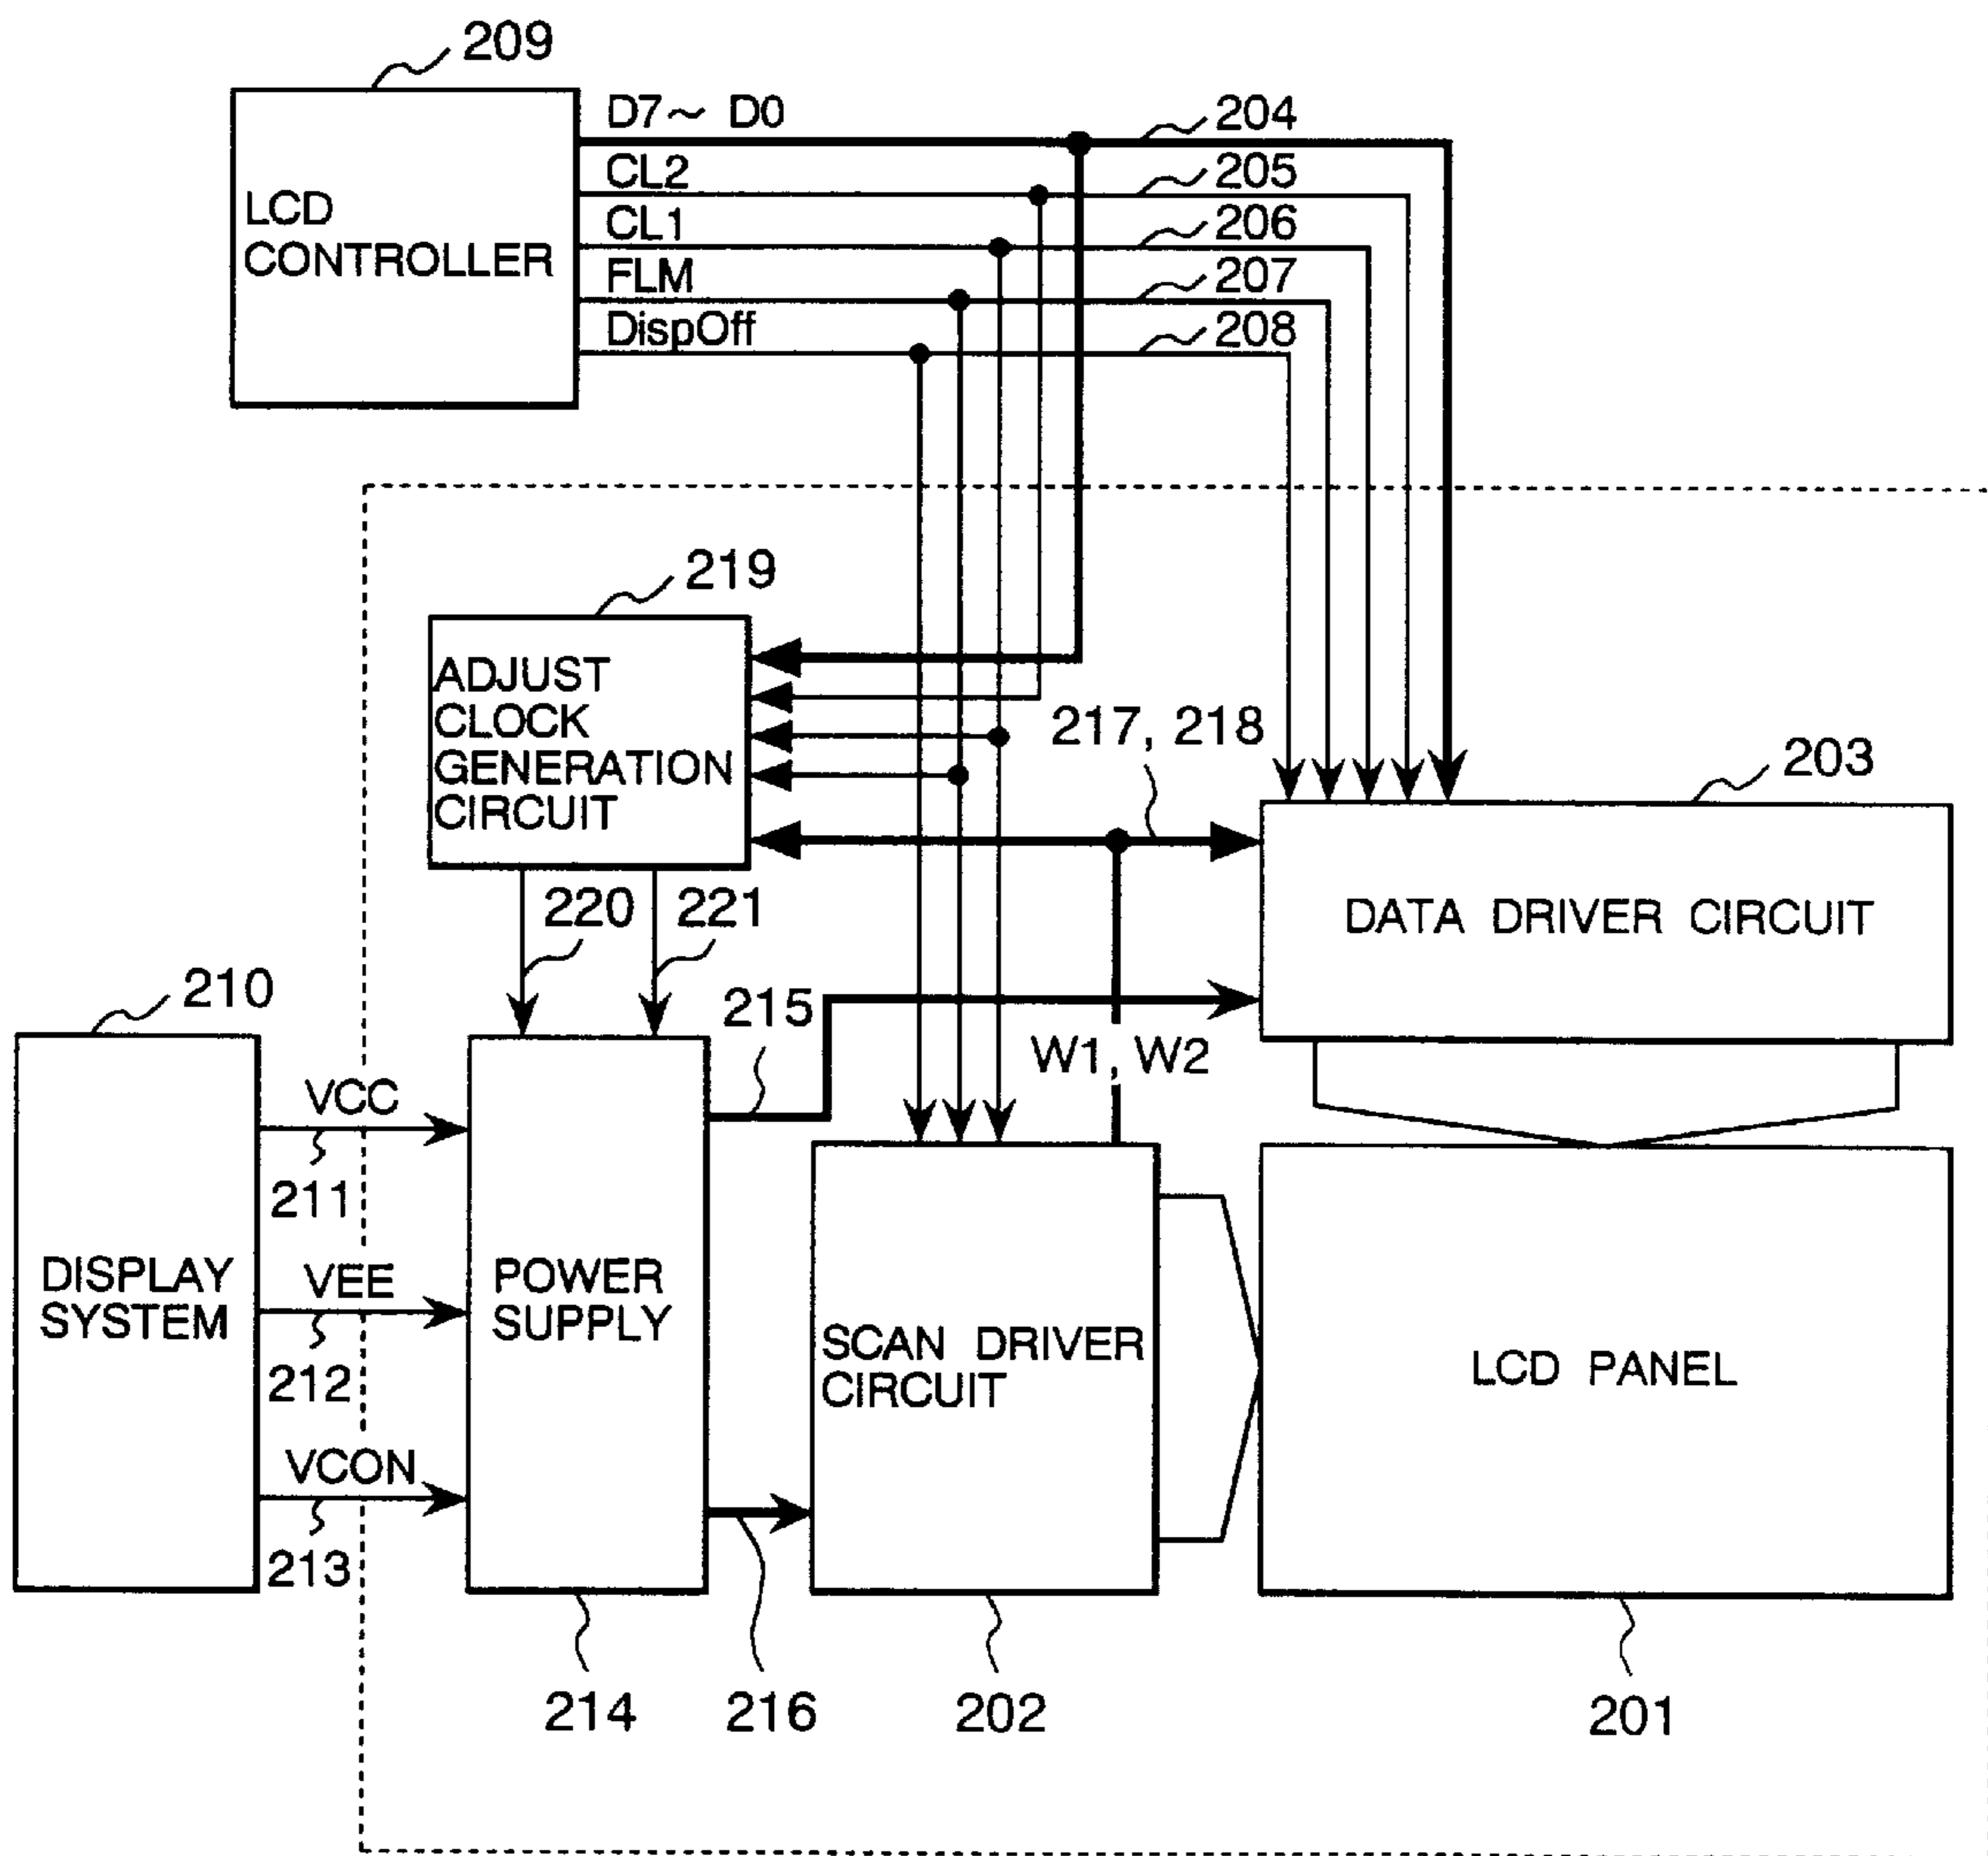 209
D7~ D0
204
CL2
205
LCD
CONTROLLER
CL1
206
FLM
207
DispOff
208
219
ADJUST
CLOCK
GENERATION
CIRCUIT
217, 218
203
220
221
DATA DRIVER CIRCUIT
210
215
W1, W2
VCC
211
DISPLAY
SYSTEM
VEE
212
POWER
SUPPLY
SCAN DRIVER
CIRCUIT
LCD PANEL
VCON
213
214
216
202
201